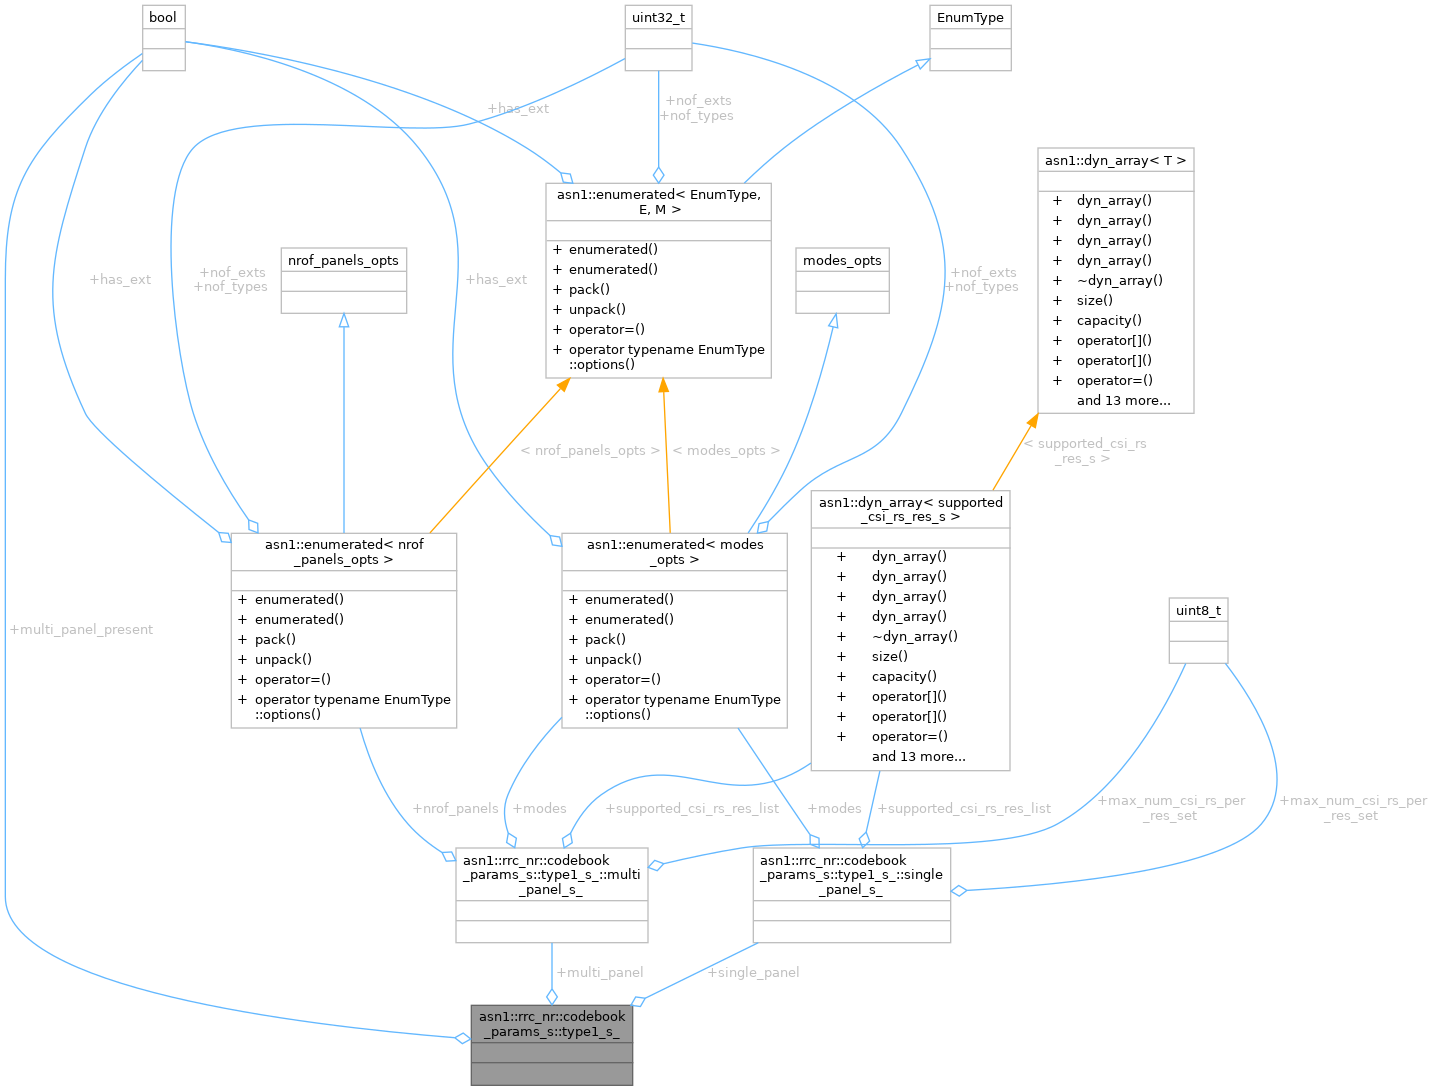 bool
uint32_t
EnumType
+has_ext
+nof_exts
+nof_types
asn1::dyn_array< T >
+ dyn_array()
+ dyn_array()
+ dyn_array()
+ dyn_array()
+ ~dyn_array()
+ size()
+ capacity()
+ operator[]()
+ operator[]()
+ operator=()
and 13 more...
asn1::enumerated< EnumType,
E, M >
+ enumerated()
+ enumerated()
+ pack()
+ unpack()
+ operator=()
+ operator typename EnumType
::options()
nrof_panels_opts
modes_opts
+has_ext
+nof_exts
+nof_types
+has_ext
+nof_exts
+nof_types
< nrof_panels_opts >
< modes_opts >
< supported_csi_rs
_res_s >
asn1::enumerated< nrof
_panels_opts >
+ enumerated()
+ enumerated()
+ pack()
+ unpack()
+ operator=()
+ operator typename EnumType
::options()
asn1::enumerated< modes
_opts >
+ enumerated()
+ enumerated()
+ pack()
+ unpack()
+ operator=()
+ operator typename EnumType
::options()
asn1::dyn_array< supported
_csi_rs_res_s >
+ dyn_array()
+ dyn_array()
+ dyn_array()
+ dyn_array()
+ ~dyn_array()
+ size()
+ capacity()
+ operator[]()
+ operator[]()
+ operator=()
and 13 more...
uint8_t
+multi_panel_present
+nrof_panels
+modes
+supported_csi_rs_res_list
+modes
+supported_csi_rs_res_list
+max_num_csi_rs_per
_res_set
+max_num_csi_rs_per
_res_set
asn1::rrc_nr::codebook
_params_s::type1_s_::multi
_panel_s_
asn1::rrc_nr::codebook
_params_s::type1_s_::single
_panel_s_
+multi_panel
+single_panel
asn1::rrc_nr::codebook
_params_s::type1_s_